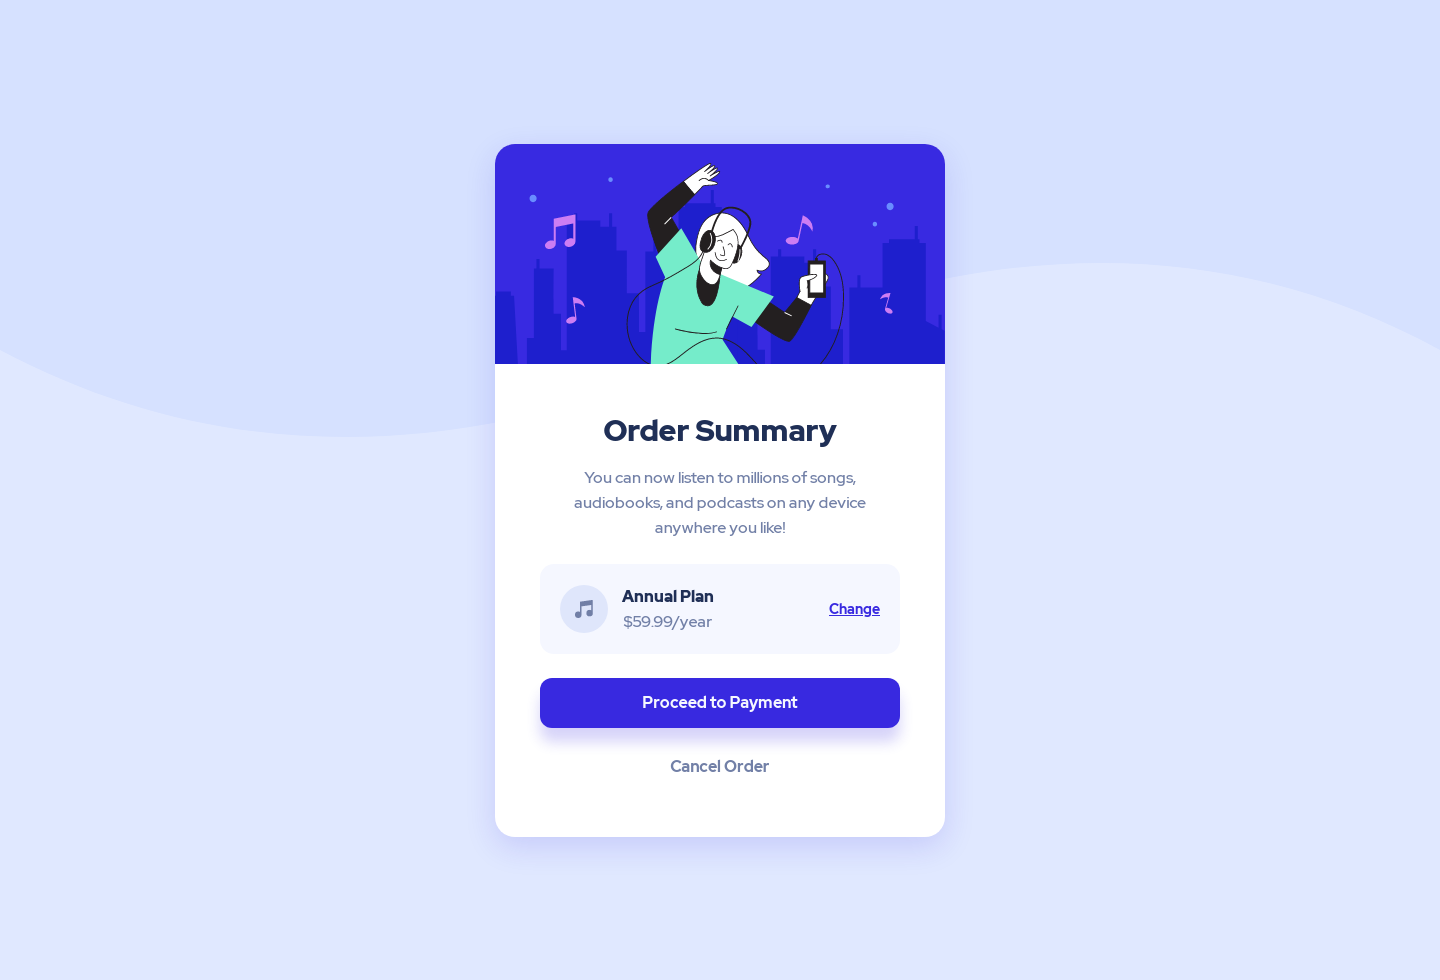 Order Summary
You can now listen to millions of songs,
audiobooks, and podcasts on any device
anywhere you like!
Annual Plan
$59.99/year
Change
Proceed to Payment
Cancel Order